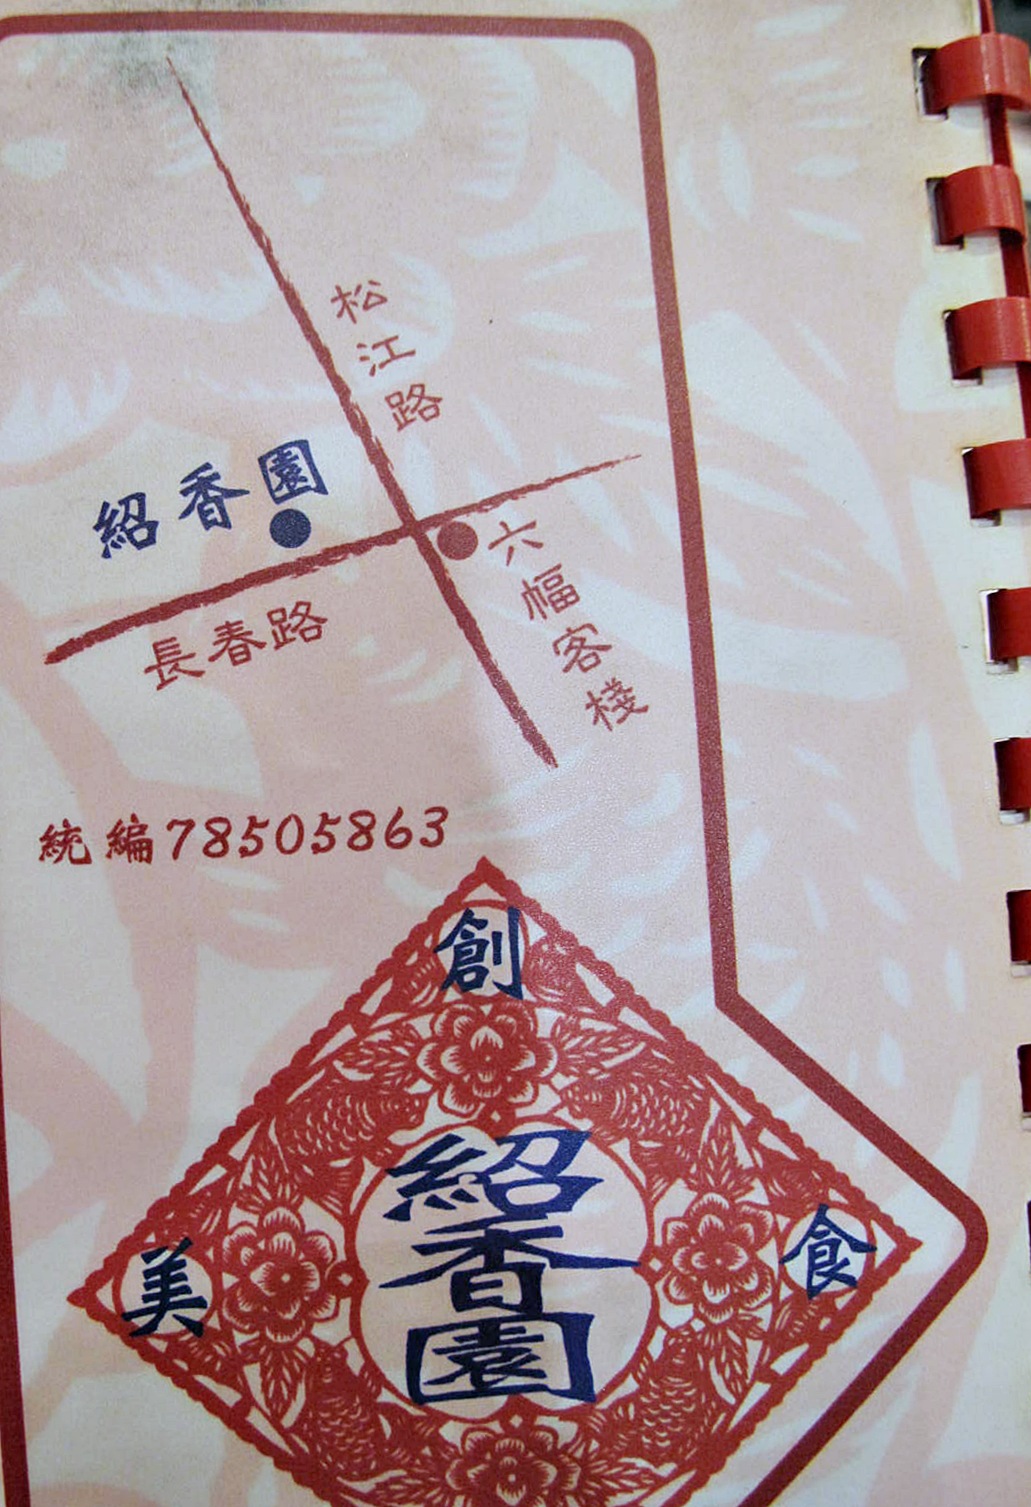 松江路
紹香園
六幅客棧
長春路
統編78505863
創
紹香園
美
食